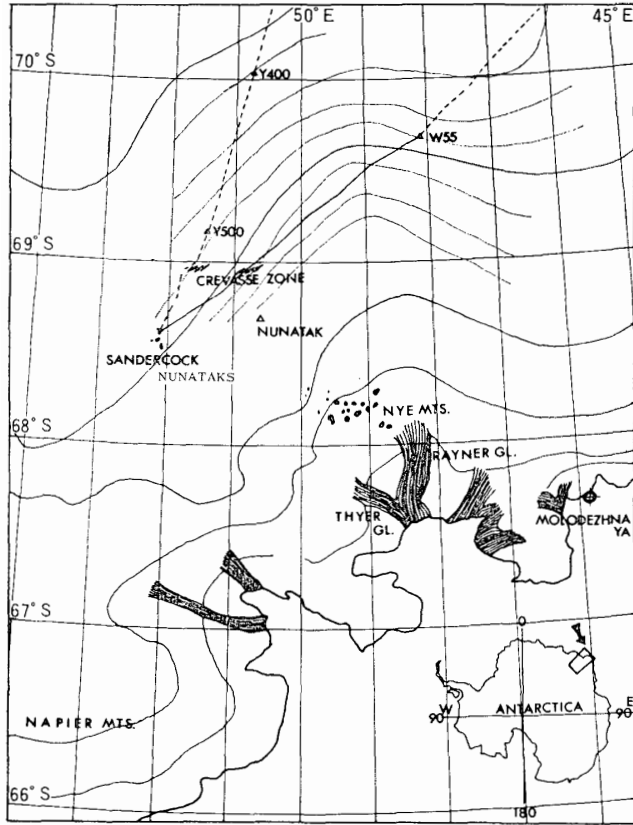 50°E
45°E
70°S
Y400
W55
Y500
69°S
CREVASSE ZONE
NUNATAK
SANDERCOCK
NUNATAKS
NYE MTS.
68°S
RAYNER GL.
THYER
GL.
MOLODEZHNA
YA
67°S
0
W
90
ANTARCTICA
E
90
NAPIER MTS.
66°S
180